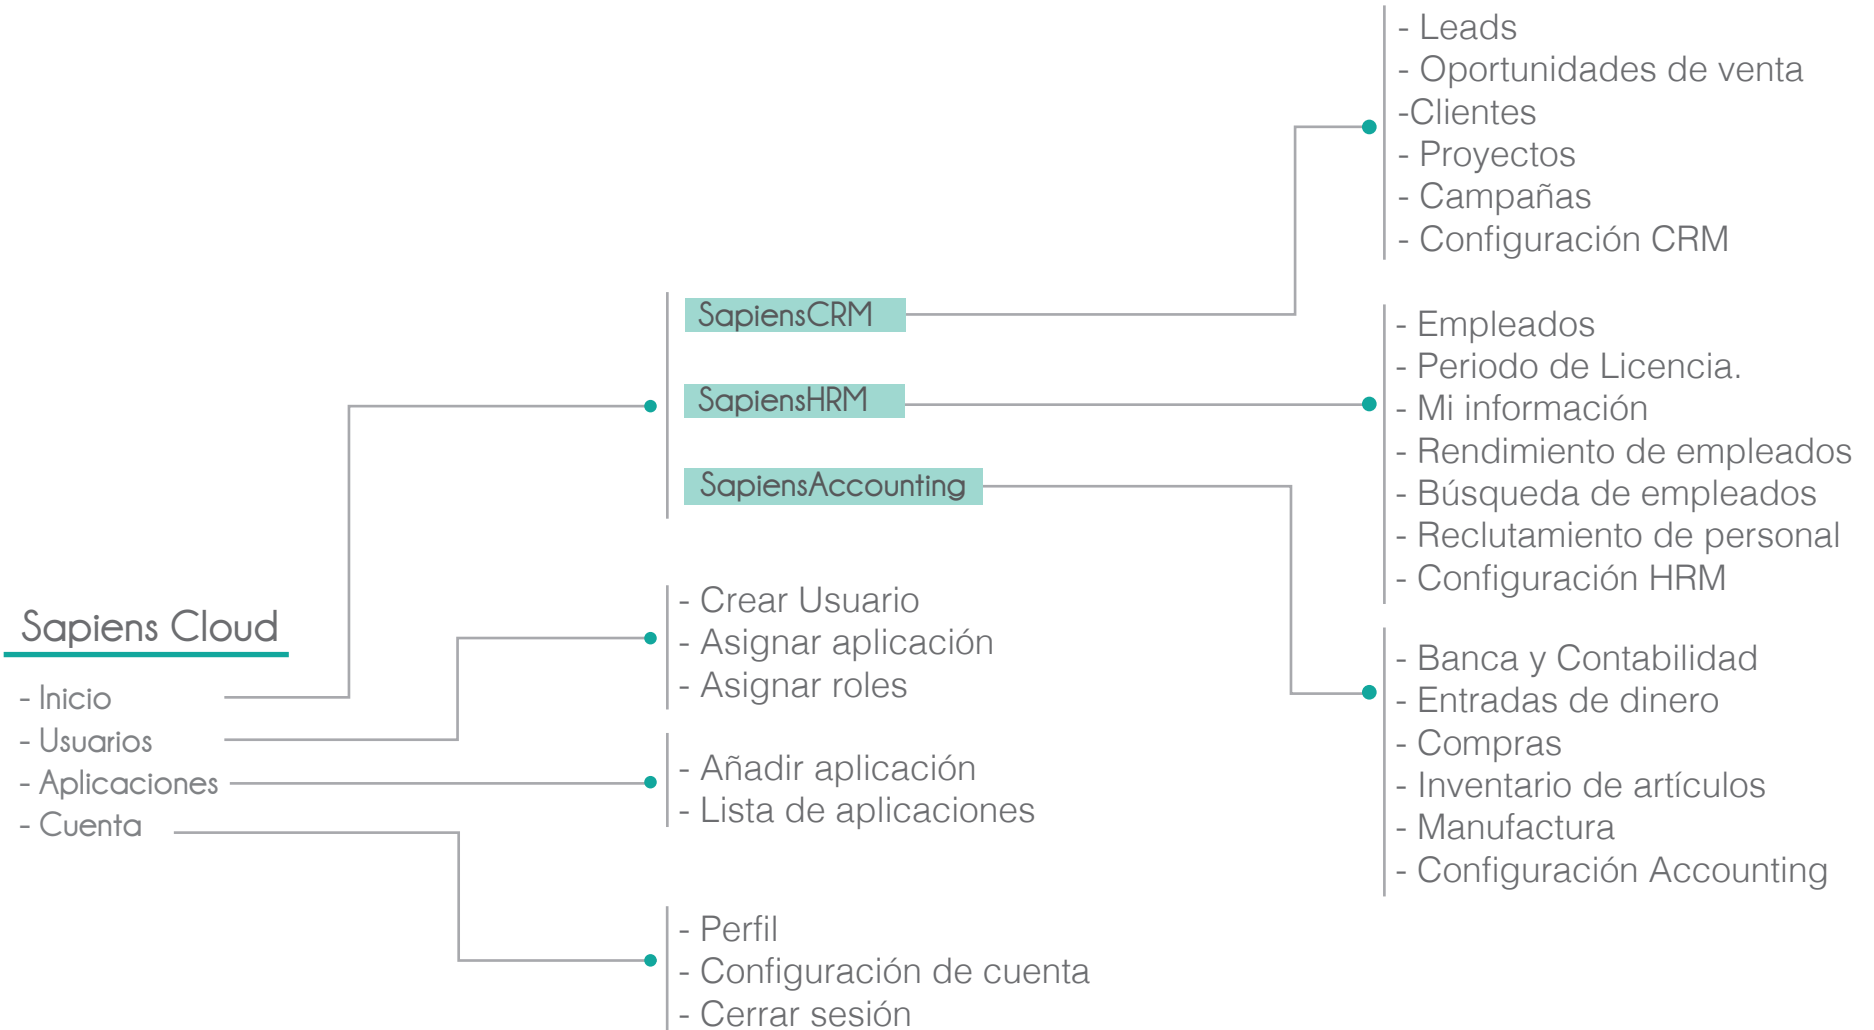 Sapiens Cloud
- Inicio
- Usuarios
- Aplicaciones
- Cuenta
SapiensCRM
SapiensHRM
SapiensAccounting
- Crear Usuario
- Asignar aplicación
- Asignar roles
- Añadir aplicación
- Lista de aplicaciones
- Perfil
- Configuración de cuenta
- Cerrar sesión
- Leads
- Oportunidades de venta
-Clientes
- Proyectos
- Campañas
- Configuración CRM
- Empleados
- Periodo de Licencia.
- Mi información
- Rendimiento de empleados
- Búsqueda de empleados
- Reclutamiento de personal
- Configuración HRM
- Banca y Contabilidad
- Entradas de dinero
- Compras
- Inventario de artículos
- Manufactura
- Configuración Accounting